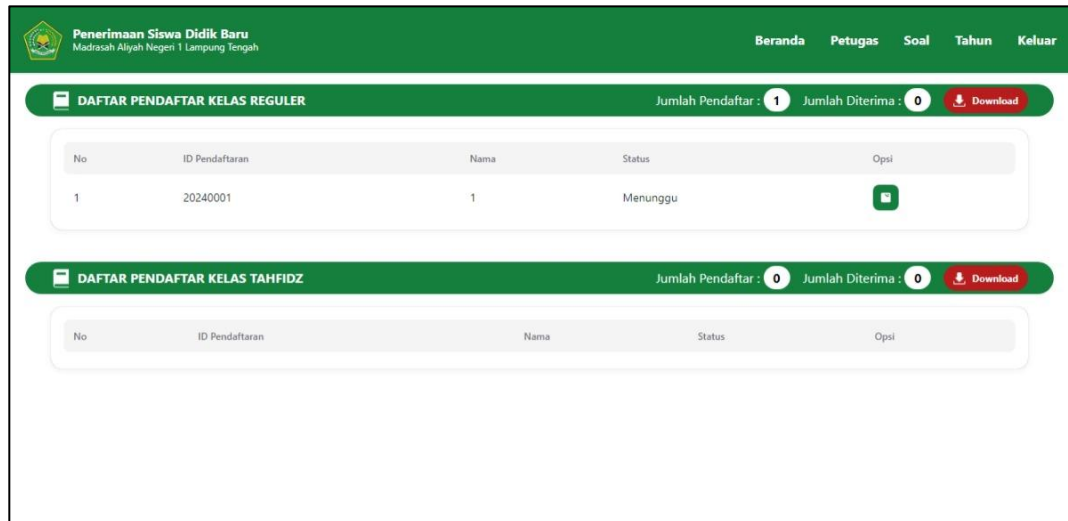 Penerimaan Siswa Didik Baru
Madrasah Aliyah Negeri 1 Lampung Tengah
Beranda Petugas Soal Tahun Keluar
DAFTAR PENDAFTAR KELAS REGULER Jumlah Pendaftar : 1 Jumlah Diterima : 0 Download
No ID Pendaftaran Nama Status Opsi
1 20240001 1 Menunggu
DAFTAR PENDAFTAR KELAS TAHFIDZ Jumlah Pendaftar : 0 Jumlah Diterima : 0 Download
No ID Pendaftaran Nama Status Opsi